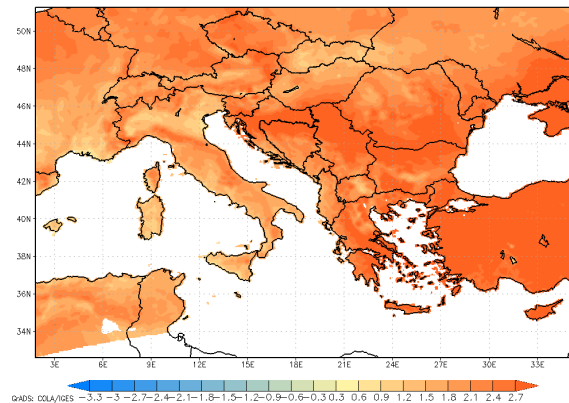 50N
48N
46N
44N
42N
40N
38N
36N
34N
3E 6E 9E 12E 15E 18E 21E 24E 27E 30E 33E
GrADS: COLA/IGES
-3.3 -3 -2.7 -2.4 -2.1 -1.8 -1.5 -1.2 -0.9 -0.6 -0.3 0.3 0.6 0.9 1.2 1.5 1.8 2.1 2.4 2.7